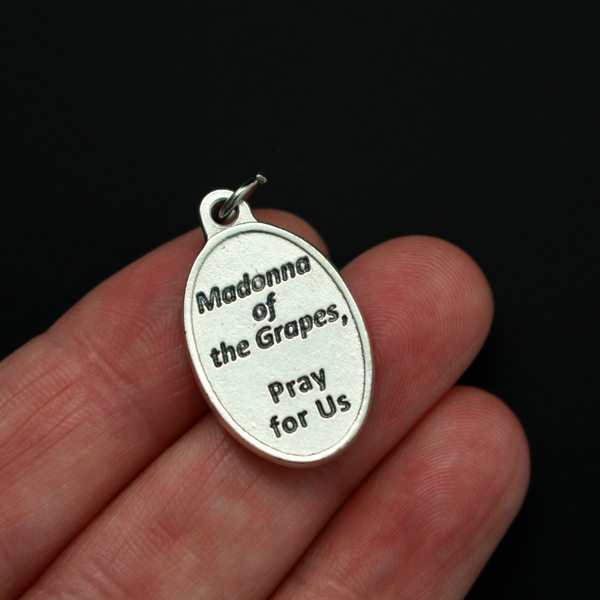 Madonna
of
the Grapes,
Pray
for Us